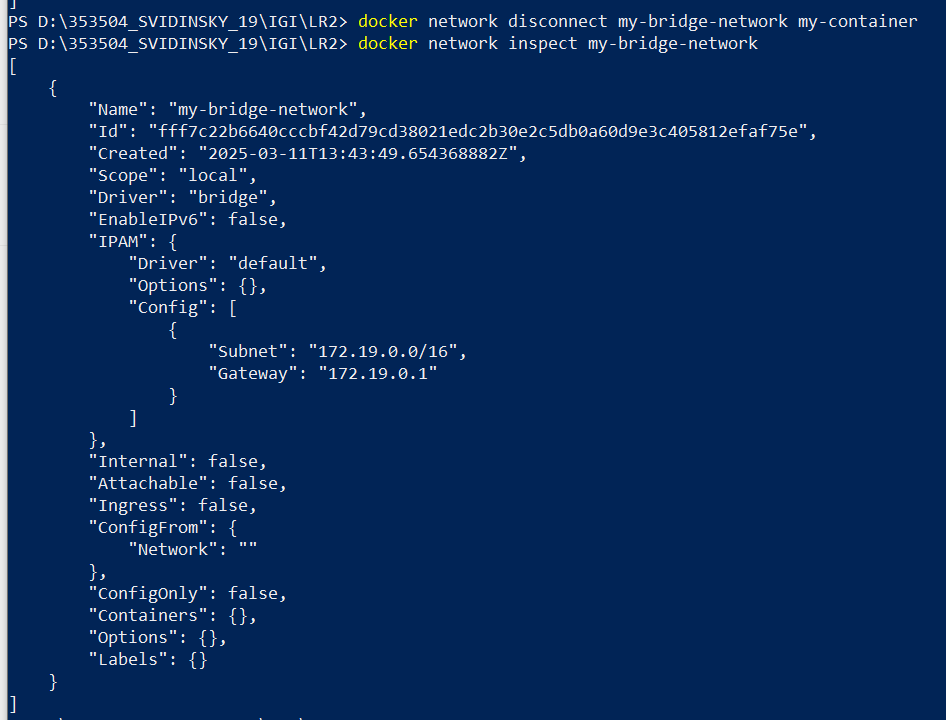 ]
PS D:\353504_SVIDINSKY_19\IGI\LR2> docker network disconnect my-bridge-network my-container
PS D:\353504_SVIDINSKY_19\IGI\LR2> docker network inspect my-bridge-network
[
    {
        "Name": "my-bridge-network",
        "Id": "fff7c22b6640cccbf42d79cd38021edc2b30e2c5db0a60d9e3c405812efaf75e",
        "Created": "2025-03-11T13:43:49.654368882Z",
        "Scope": "local",
        "Driver": "bridge",
        "EnableIPv6": false,
        "IPAM": {
            "Driver": "default",
            "Options": {},
            "Config": [
                {
                    "Subnet": "172.19.0.0/16",
                    "Gateway": "172.19.0.1"
                }
            ]
        },
        "Internal": false,
        "Attachable": false,
        "Ingress": false,
        "ConfigFrom": {
            "Network": ""
        },
        "ConfigOnly": false,
        "Containers": {},
        "Options": {},
        "Labels": {}
    }
]